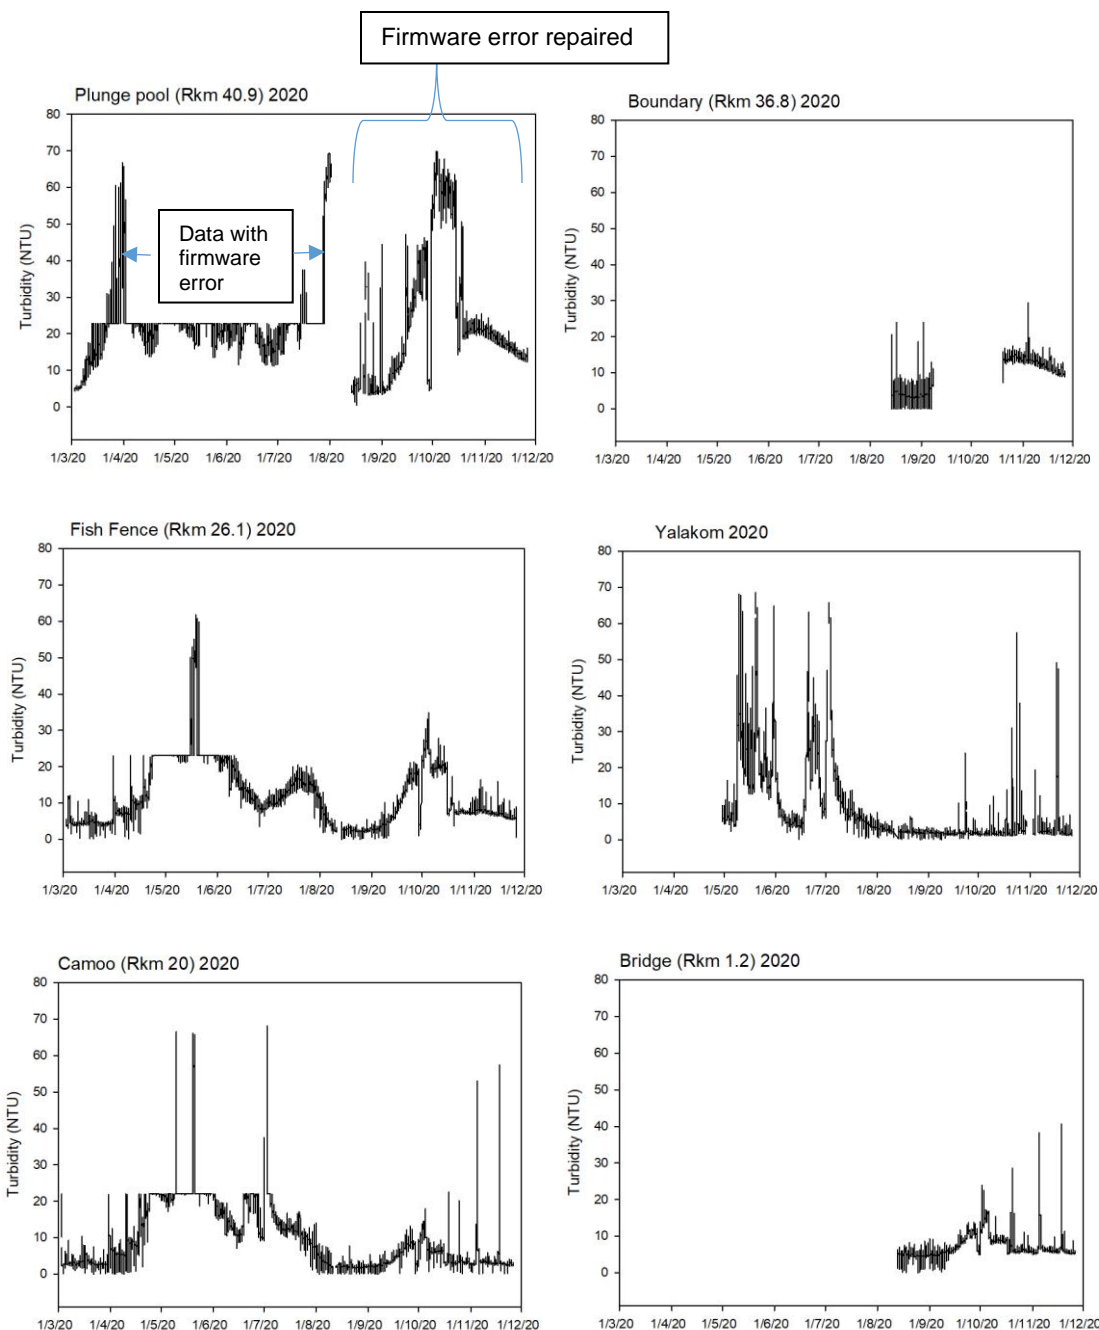 Firmware error repaired
Plunge pool (Rkm 40.9) 2020
80
70
60
50
40
30
20
10
0
Turbidity (NTU)
Data with
firmware
error
1/3/20 1/4/20 1/5/20 1/6/20 1/7/20 1/8/20 1/9/20 1/10/20 1/11/20 1/12/20
Boundary (Rkm 36.8) 2020
80
70
60
50
40
30
20
10
0
Turbidity (NTU)
1/3/20 1/4/20 1/5/20 1/6/20 1/7/20 1/8/20 1/9/20 1/10/20 1/11/20 1/12/20
Fish Fence (Rkm 26.1) 2020
80
70
60
50
40
30
20
10
0
Turbidity (NTU)
1/3/20 1/4/20 1/5/20 1/6/20 1/7/20 1/8/20 1/9/20 1/10/20 1/11/20 1/12/20
Yalakom 2020
80
70
60
50
40
30
20
10
0
Turbidity (NTU)
1/3/20 1/4/20 1/5/20 1/6/20 1/7/20 1/8/20 1/9/20 1/10/20 1/11/20 1/12/20
Camoo (Rkm 20) 2020
80
70
60
50
40
30
20
10
0
Turbidity (NTU)
1/3/20 1/4/20 1/5/20 1/6/20 1/7/20 1/8/20 1/9/20 1/10/20 1/11/20 1/12/20
Bridge (Rkm 1.2) 2020
80
70
60
50
40
30
20
10
0
Turbidity (NTU)
1/3/20 1/4/20 1/5/20 1/6/20 1/7/20 1/8/20 1/9/20 1/10/20 1/11/20 1/12/20